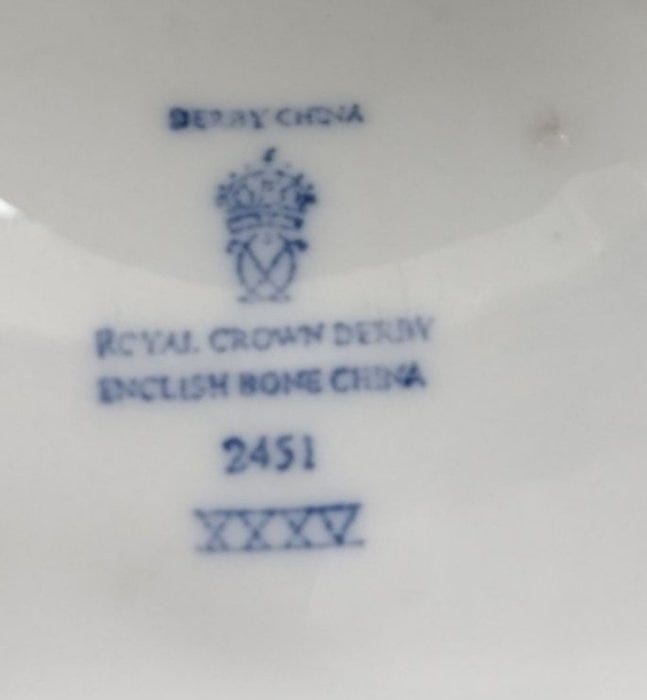 DERBY CHINA
ROYAL CROWN DERBY
ENGLISH BONE CHINA
2451
XXXV